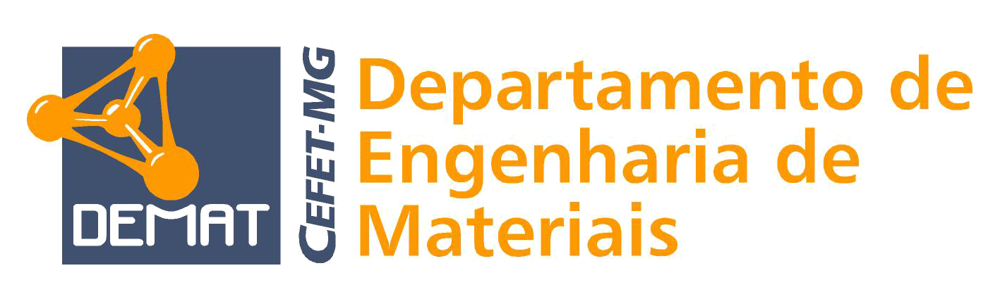 DEMAT
CEFET-MG
Departamento de
Engenharia de
Materiais